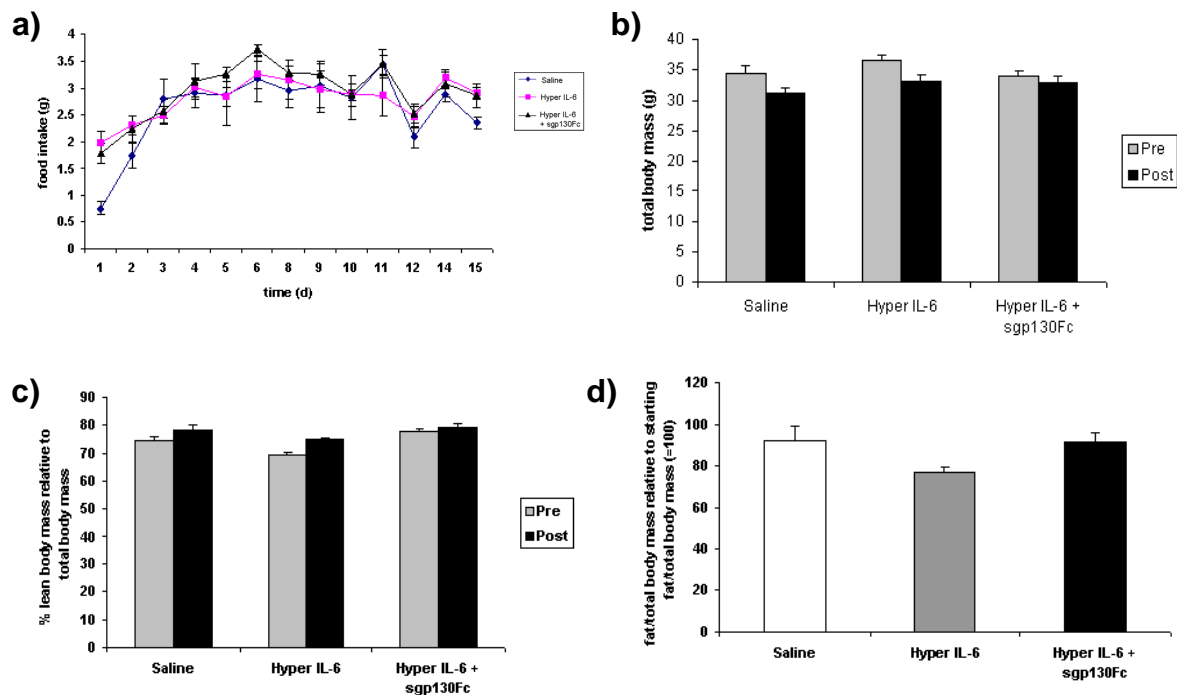 a)
food intake (g)
4
3.5
3
2.5
2
1.5
1
0.5
0
1 2 3 4 5 6 8 9 10 11 12 14 15
time (d)
Saline
Hyper IL-6
Hyper IL-6
+ sgp130Fc
b)
total body mass (g)
40
35
30
25
20
15
10
5
0
Saline Hyper IL-6 Hyper IL-6 +
sgp130Fc
Pre
Post
c)
% lean body mass relative to
total body mass
90
80
70
60
50
40
30
20
10
0
Saline Hyper IL-6 Hyper IL-6 +
sgp130Fc
Pre
Post
d)
fat/total body mass relative to starting
fat/total body mass (=100)
120
100
80
60
40
20
0
Saline Hyper IL-6 Hyper IL-6 +
sgp130Fc